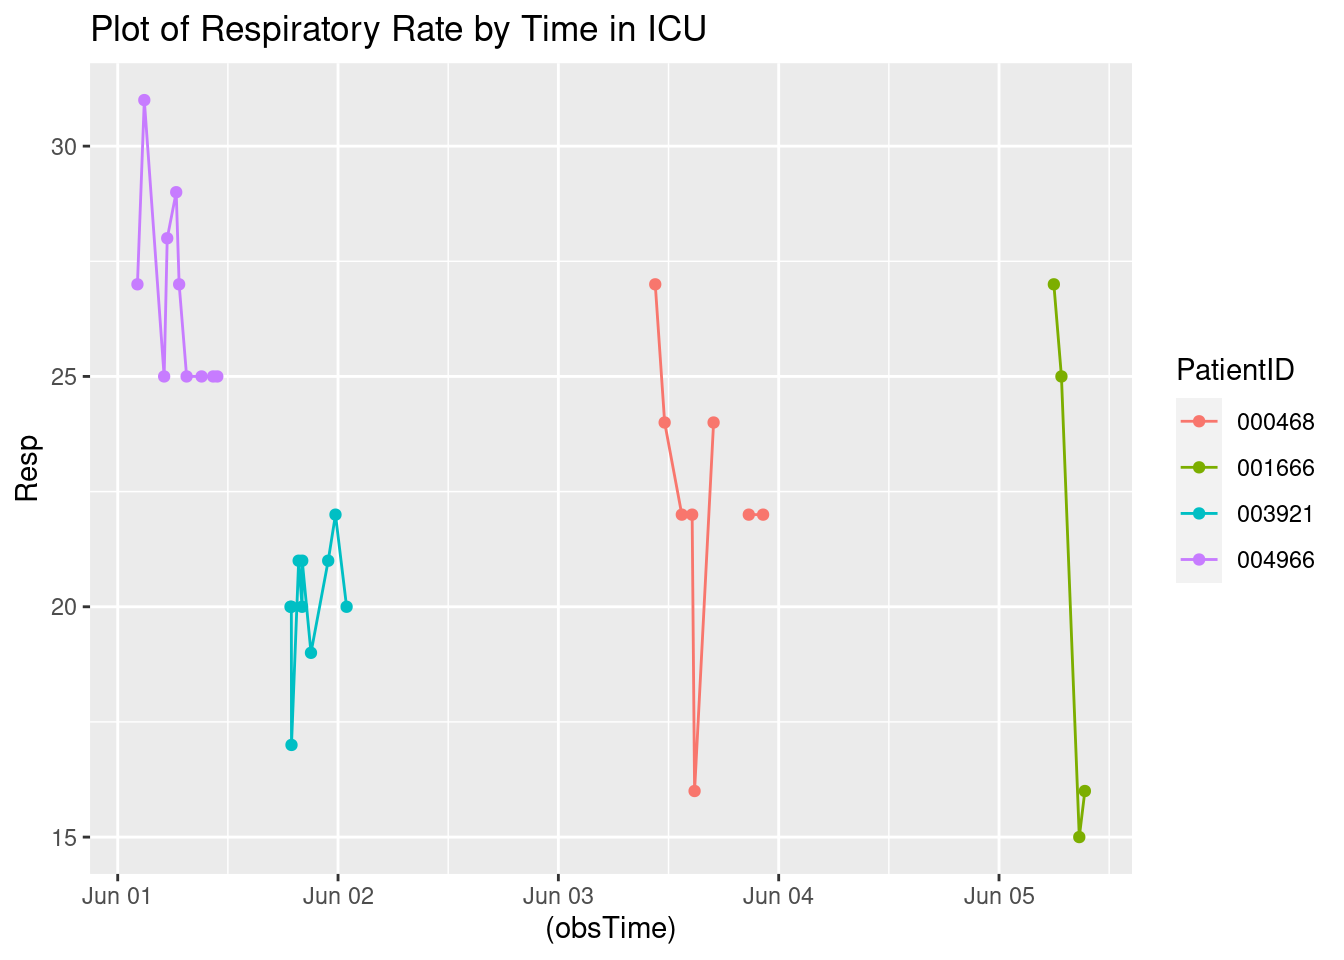 Plot of Respiratory Rate by Time in ICU
30
25
20
15
Resp
Jun 01 Jun 02 Jun 03 Jun 04 Jun 05
(obsTime)
PatientID
000468
001666
003921
004966